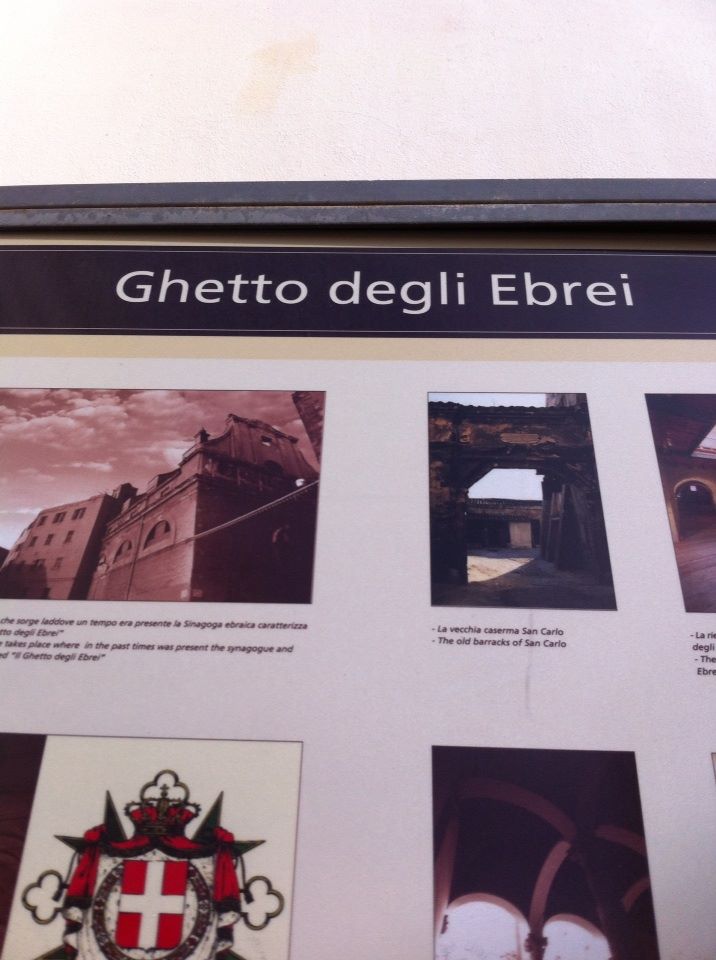 Ghetto degli Ebrei
che sorge laddove un tempo era presente la Sinagoga ebraica caratterizza
tto degli Ebrei"
e takes place where in the past times was present the synagogue and
ed "il Ghetto degli Ebrei"
- La vecchia caserma San Carlo
- The old barracks of San Carlo
- La rie
degli
- The
Ebre